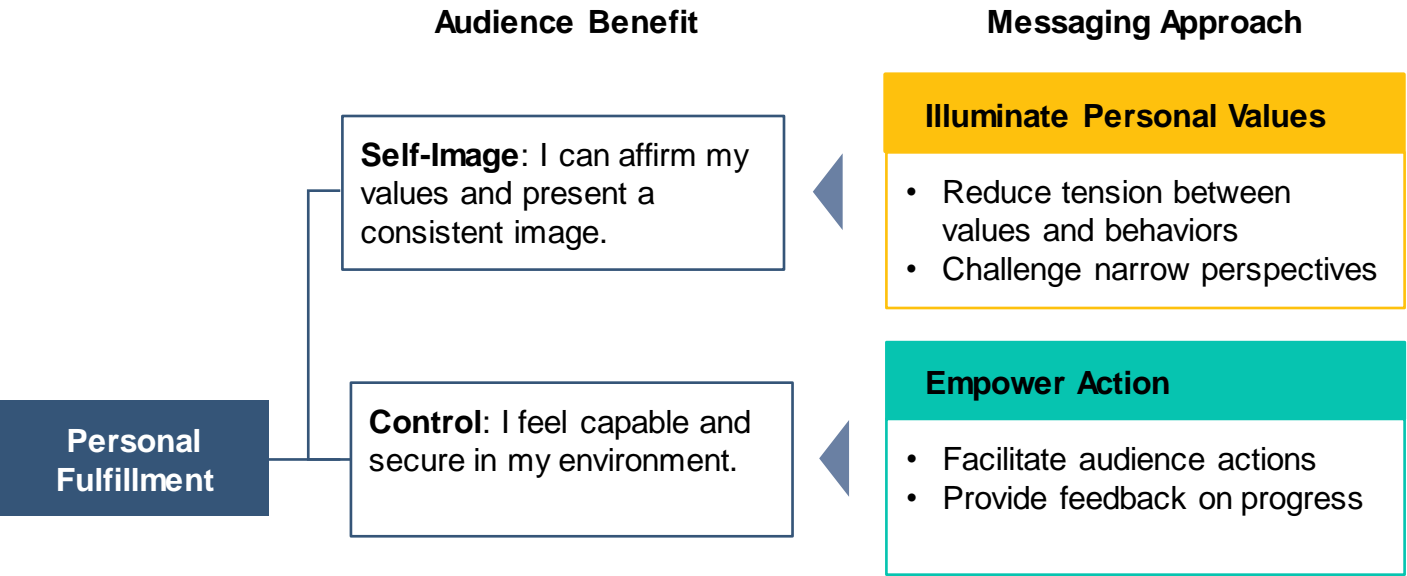 Audience Benefit
Messaging Approach
Illuminate Personal Values
Self-Image: I can affirm my
values and present a
consistent image.
• Reduce tension between
values and behaviors
• Challenge narrow perspectives
Empower Action
Personal
Fulfillment
Control: I feel capable and
secure in my environment.
• Facilitate audience actions
• Provide feedback on progress